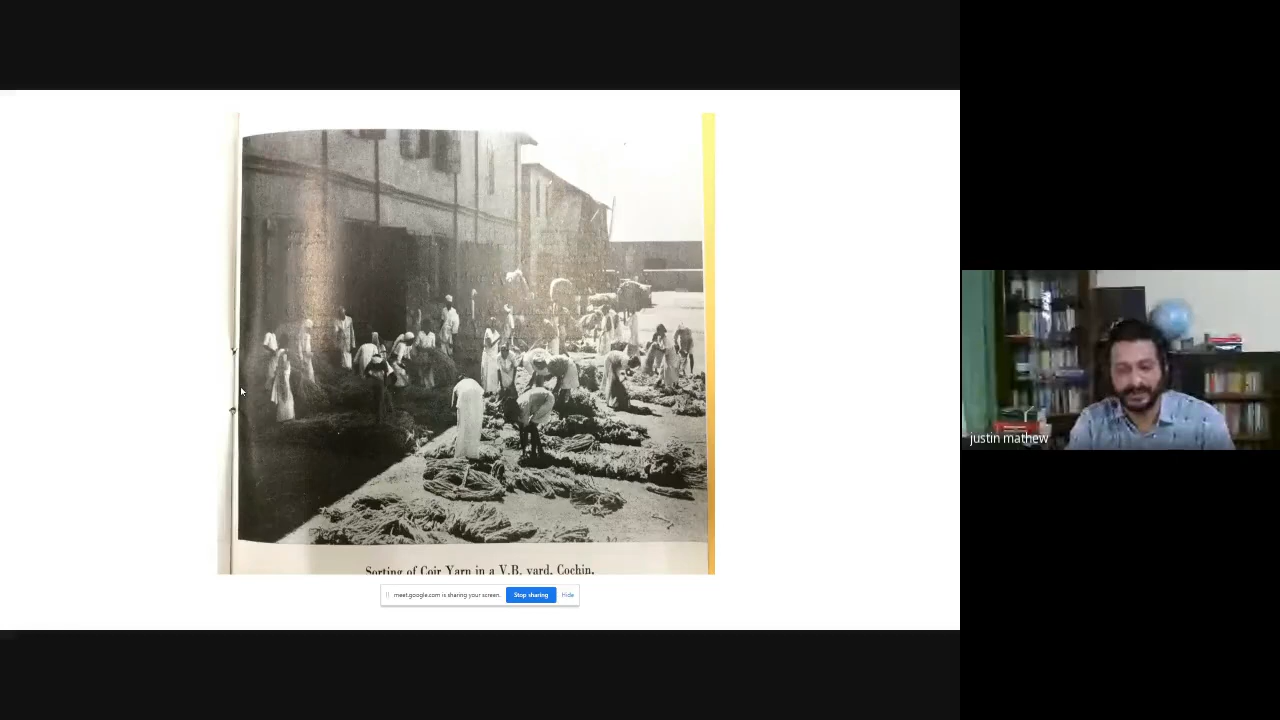 Sorting of Coir Yarn in a V.B. yard, Cochin.
meet.google.com is sharing your screen.
Stop sharing
Hide
justin mathew